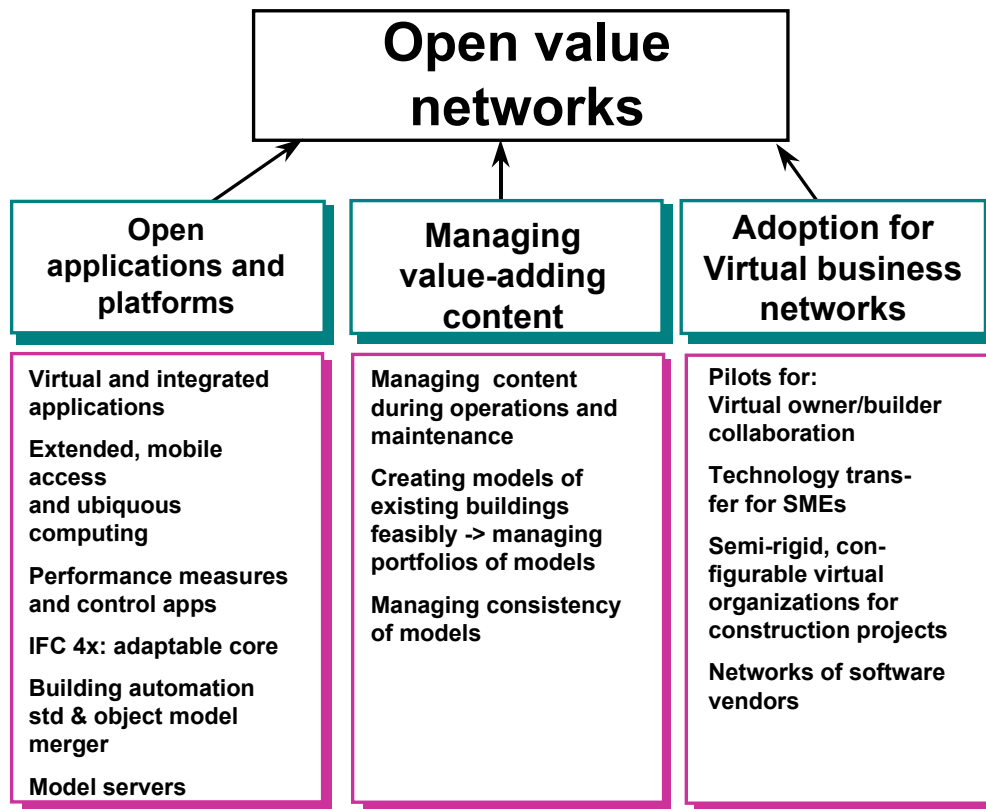 Open value
networks
Open
applications and
platforms
Managing
value-adding
content
Adoption for
Virtual business
networks
Virtual and integrated
applications
Extended, mobile
access
and ubiquous
computing
Performance measures
and control apps
IFC 4x: adaptable core
Building automation
std & object model
merger
Model servers
Managing content
during operations and
maintenance
Creating models of
existing buildings
feasibly -> managing
portfolios of models
Managing consistency
of models
Pilots for:
Virtual owner/builder
collaboration
Technology trans-
fer for SMEs
Semi-rigid, con-
figurable virtual
organizations for
construction projects
Networks of software
vendors